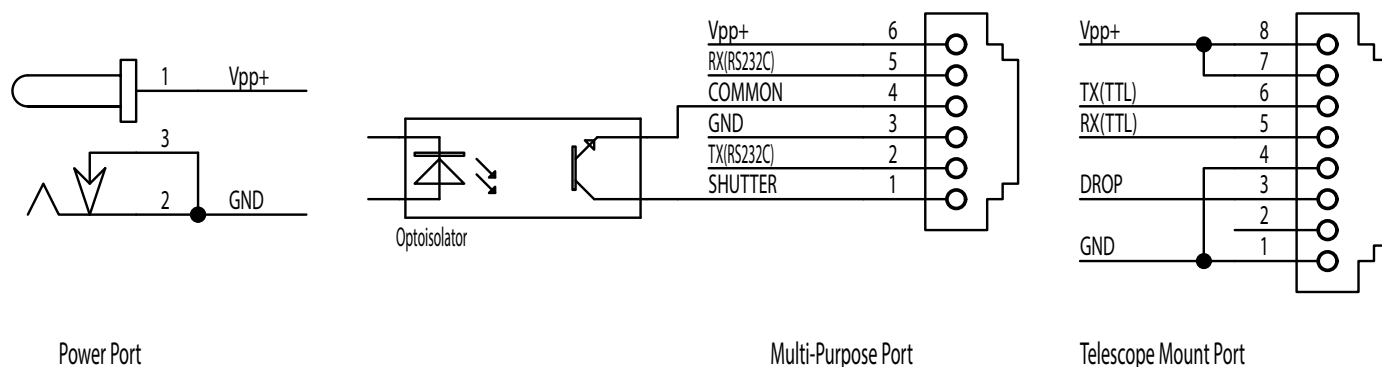 1 Vpp+
3
2 GND
Power Port
Optoisolator
Vpp+ 6
RX(RS232C) 5
COMMON 4
GND 3
TX(RS232C) 2
SHUTTER 1
Multi-Purpose Port
Vpp+ 8
7
TX(TTL) 6
RX(TTL) 5
4
DROP 3
2
GND 1
Telescope Mount Port